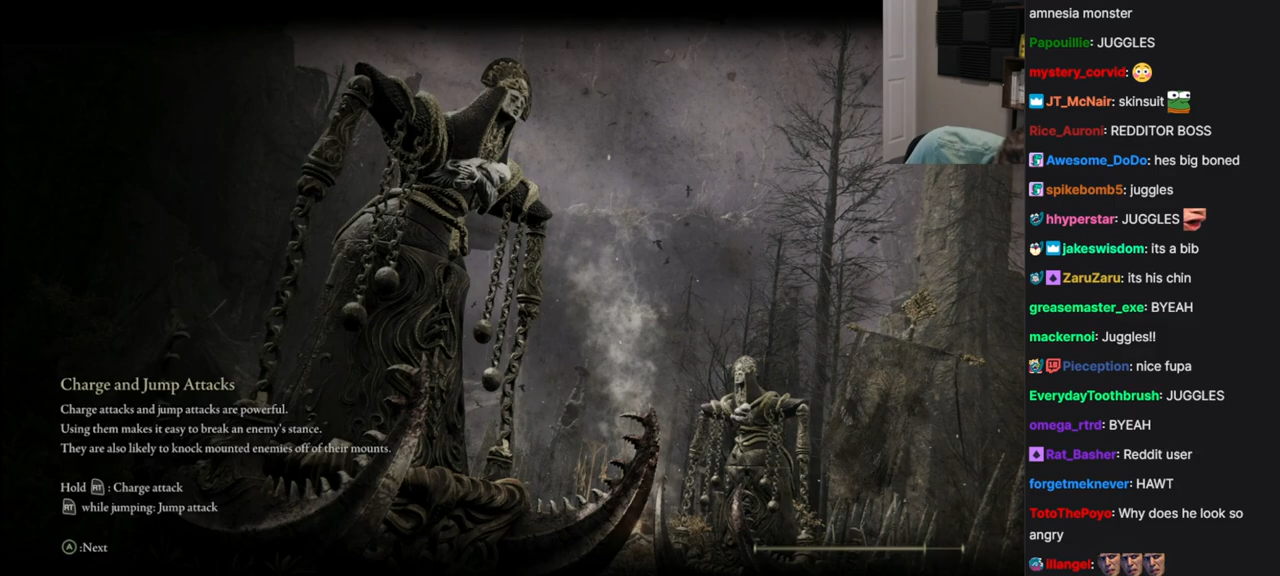 Charge and Jump Attacks
Charge attacks and jump attacks are powerful.
Using them makes it easy to break an enemy's stance.
They are also likely to knock mounted enemies off of their mounts.
Hold RT : Charge attack
RT while jumping: Jump attack
A :Next
amnesia monster
Papouillie: JUGGLES
mystery_corvid:
JT_McNair: skinsuit
Rice_Auroni: REDDITOR BOSS
Awesome_DoDo: hes big boned
spikebomb5: juggles
hhyperstar: JUGGLES
jakeswisdom: its a bib
ZaruZaru: its his chin
greasemaster_exe: BYEAH
mackernoi: Juggles!!
Pieception: nice fupa
EverydayToothbrush: JUGGLES
omega_rtrd: BYEAH
Rat_Basher: Reddit user
forgetmeknever: HAWT
TotoThePoyo: Why does he look so
angry
illangel: